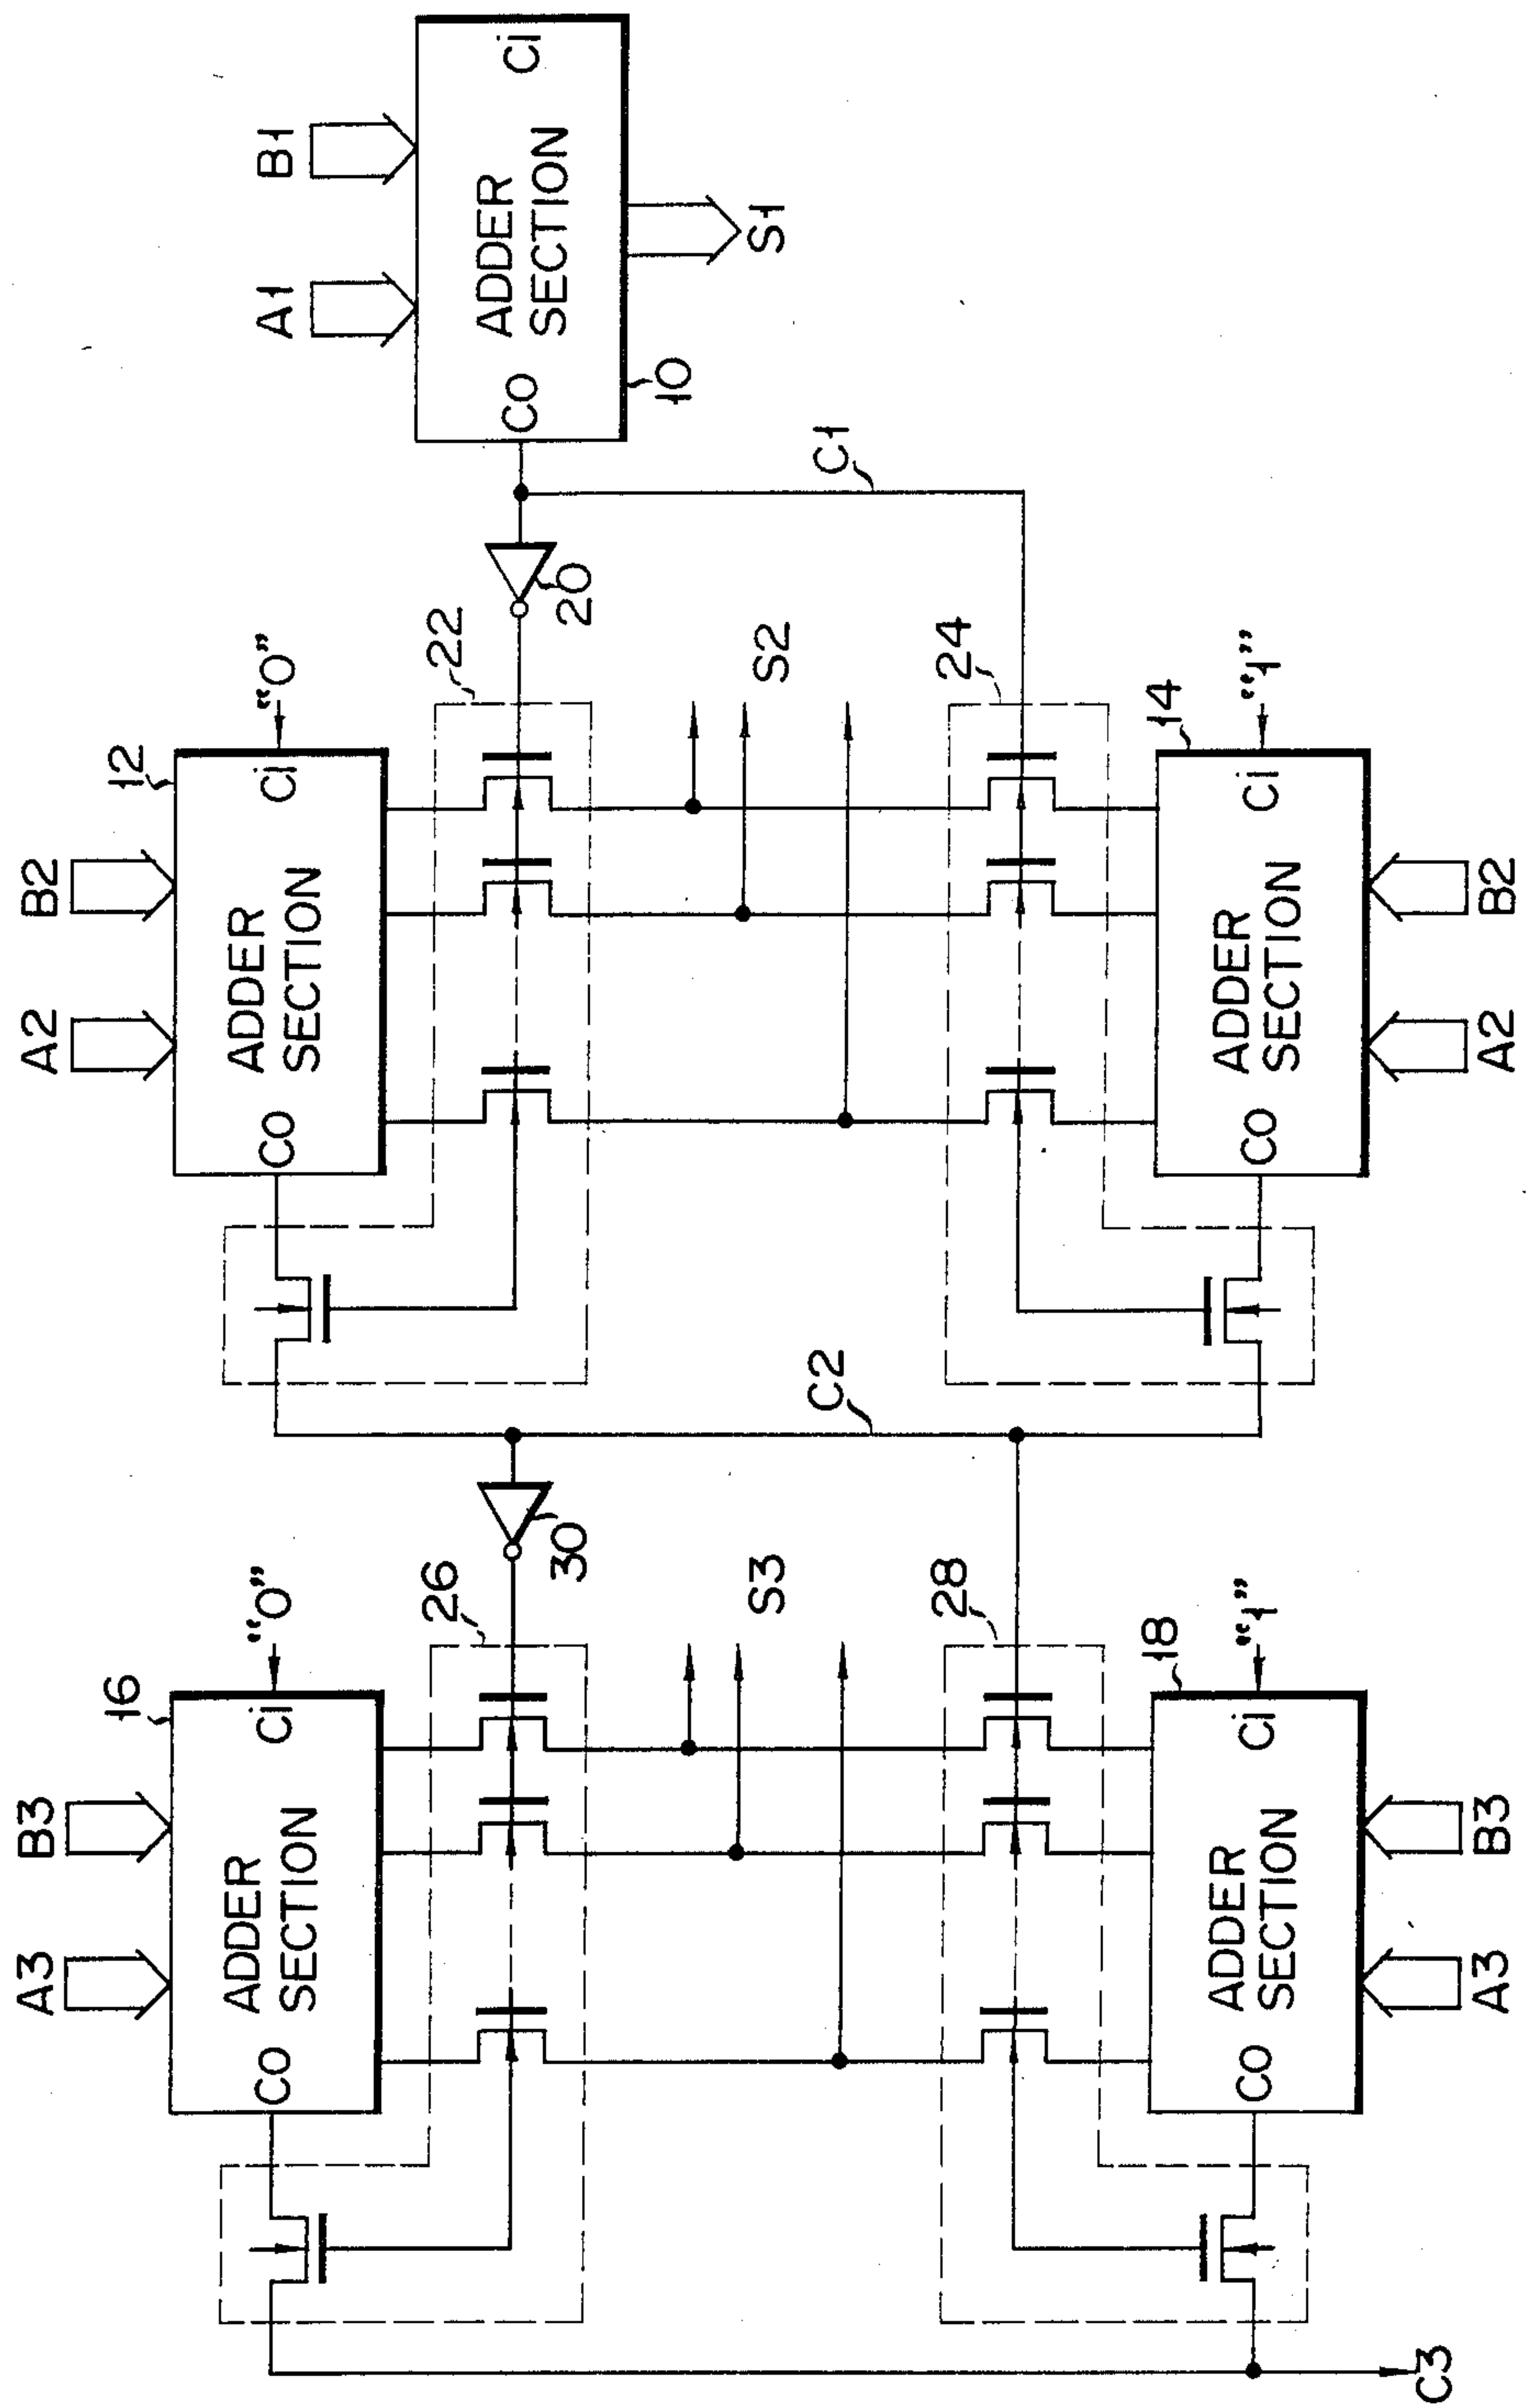 A3
B3
A2
B2
16
12
CO
ADDER
SECTION
Ci
"0"
CO
ADDER
SECTION
Ci
"0"
A1
B1
26
22
CO
ADDER
SECTION
Ci
30
20
10
S3
S2
S1
C2
C1
28
24
18
14
CO
ADDER
SECTION
Ci
"1"
CO
ADDER
SECTION
Ci
"1"
C3
A3
B3
A2
B2